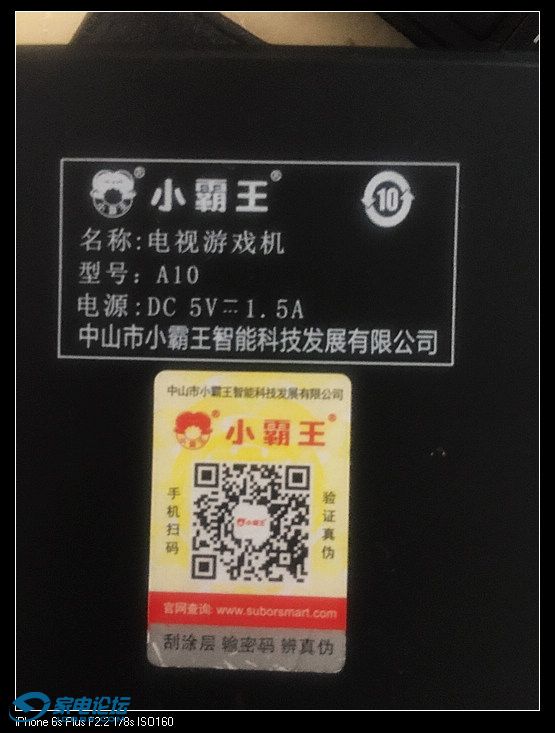 小霸王®
10
名称:电视游戏机
型号: A10
电源:DC 5V⎓1.5A
中山市小霸王智能科技发展有限公司
中山市小霸王智能科技发展有限公司
小霸王®
手机扫码
小霸王
验证真伪
官网查询: www.suborsmart.com
刮涂层 输密码 辨真伪
家电论坛
iPhone 6s Plus F2.2 1/8s ISO160